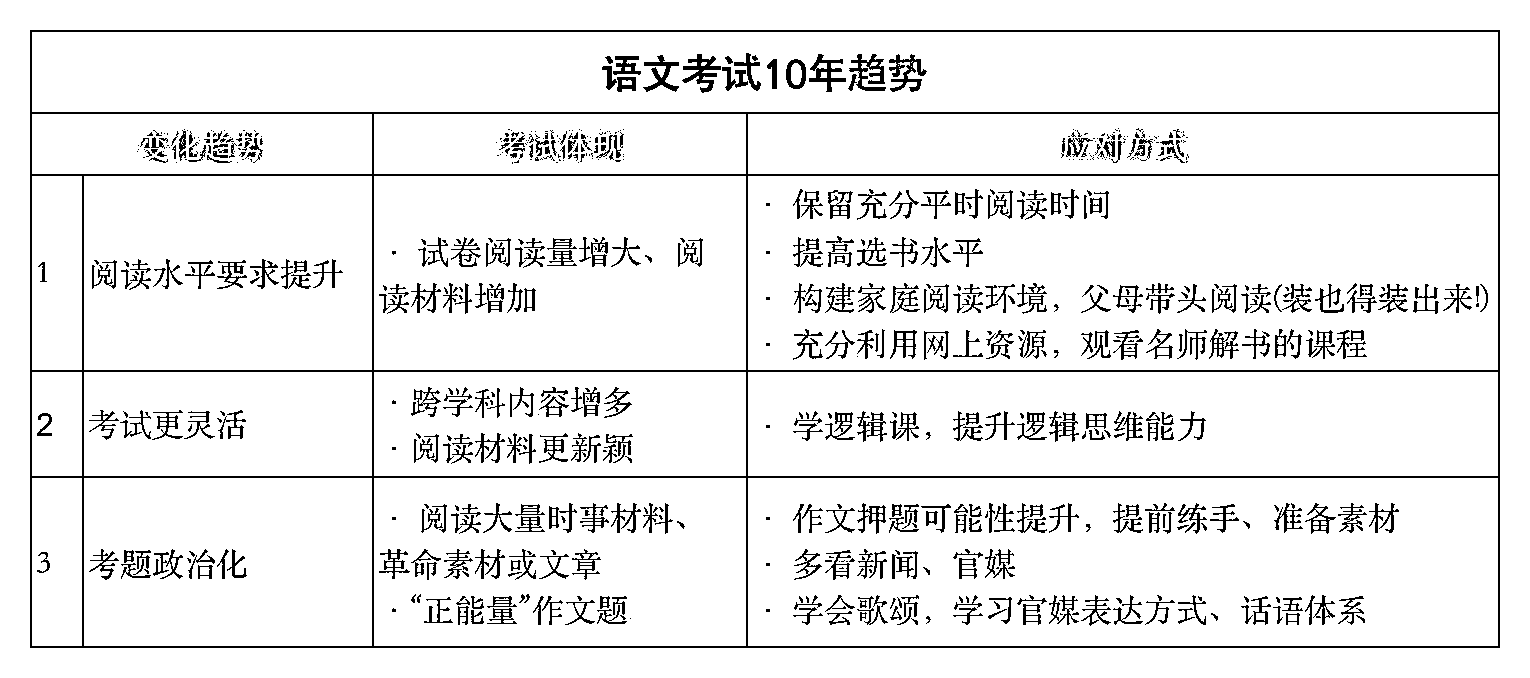 语文考试10年趋势
变化趋势 考试体现 应对方式
1 阅读水平要求提升
· 试卷阅读量增大、阅
读材料增加
· 保留充分平时阅读时间
· 提高选书水平
· 构建家庭阅读环境，父母带头阅读(装也得装出来!)
· 充分利用网上资源，观看名师解书的课程
2 考试更灵活
· 跨学科内容增多
· 阅读材料更新颖
· 学逻辑课，提升逻辑思维能力
3 考题政治化
· 阅读大量时事材料、
革命素材或文章
· “正能量”作文题
· 作文押题可能性提升，提前练手、准备素材
· 多看新闻、官媒
· 学会歌颂，学习官媒表达方式、话语体系